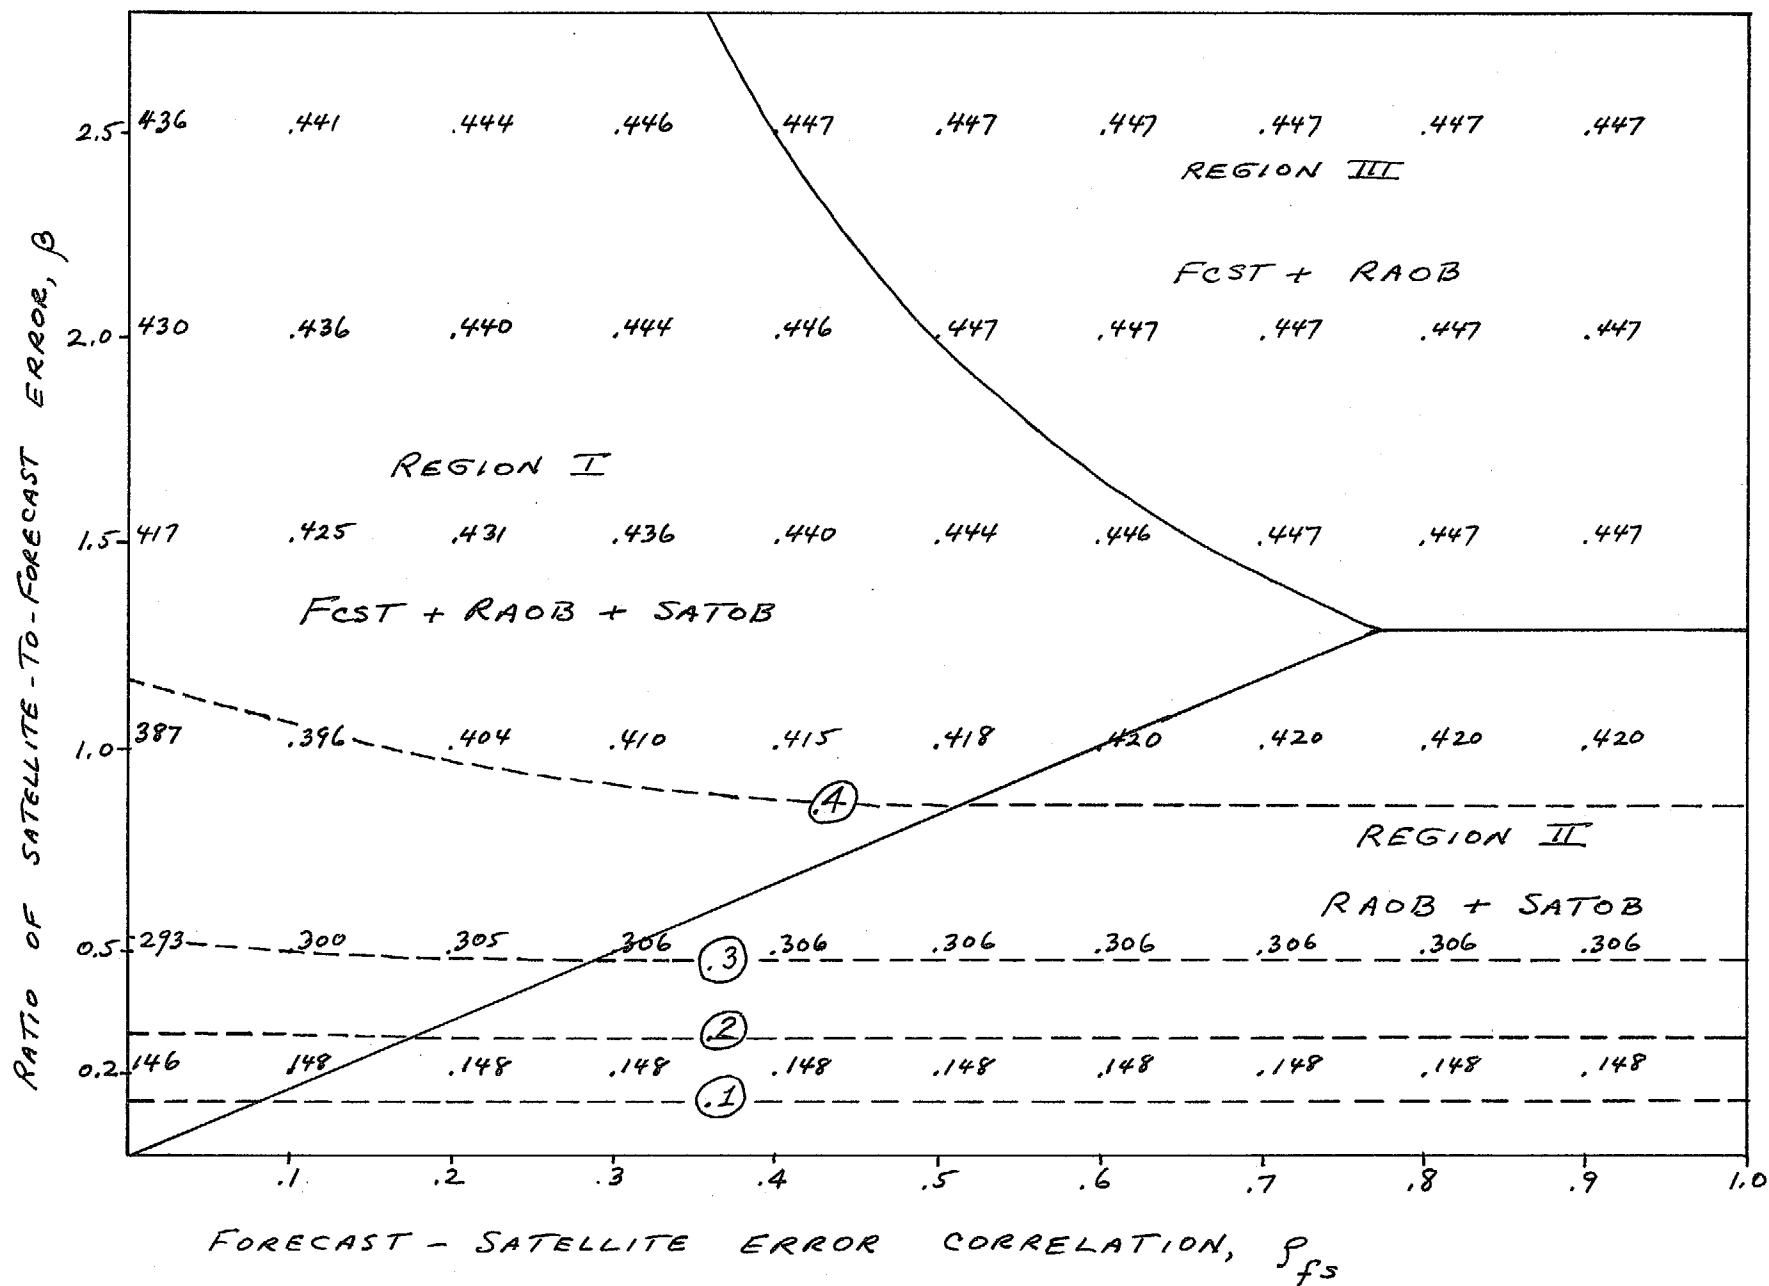 2.5 .436 .441 .444 .446 .447 .447 .447 .447 .447 .447
REGION III
FCST + RAOB
2.0 .430 .436 .440 .444 .446 .447 .447 .447 .447 .447
REGION I
1.5 .417 .425 .431 .436 .440 .444 .446 .447 .447 .447
FCST + RAOB + SATOB
1.0 .387 .396 .404 .410 .415 .418 .420 .420 .420 .420
.4
REGION II
RAOB + SATOB
0.5 .293 .300 .305 .306 .306 .306 .306 .306 .306 .306
.3
.2
0.2 .146 .148 .148 .148 .148 .148 .148 .148 .148 .148
.1
.1 .2 .3 .4 .5 .6 .7 .8 .9 1.0
FORECAST - SATELLITE ERROR CORRELATION, ρfs
RATIO OF SATELLITE-TO-FORECAST ERROR, β